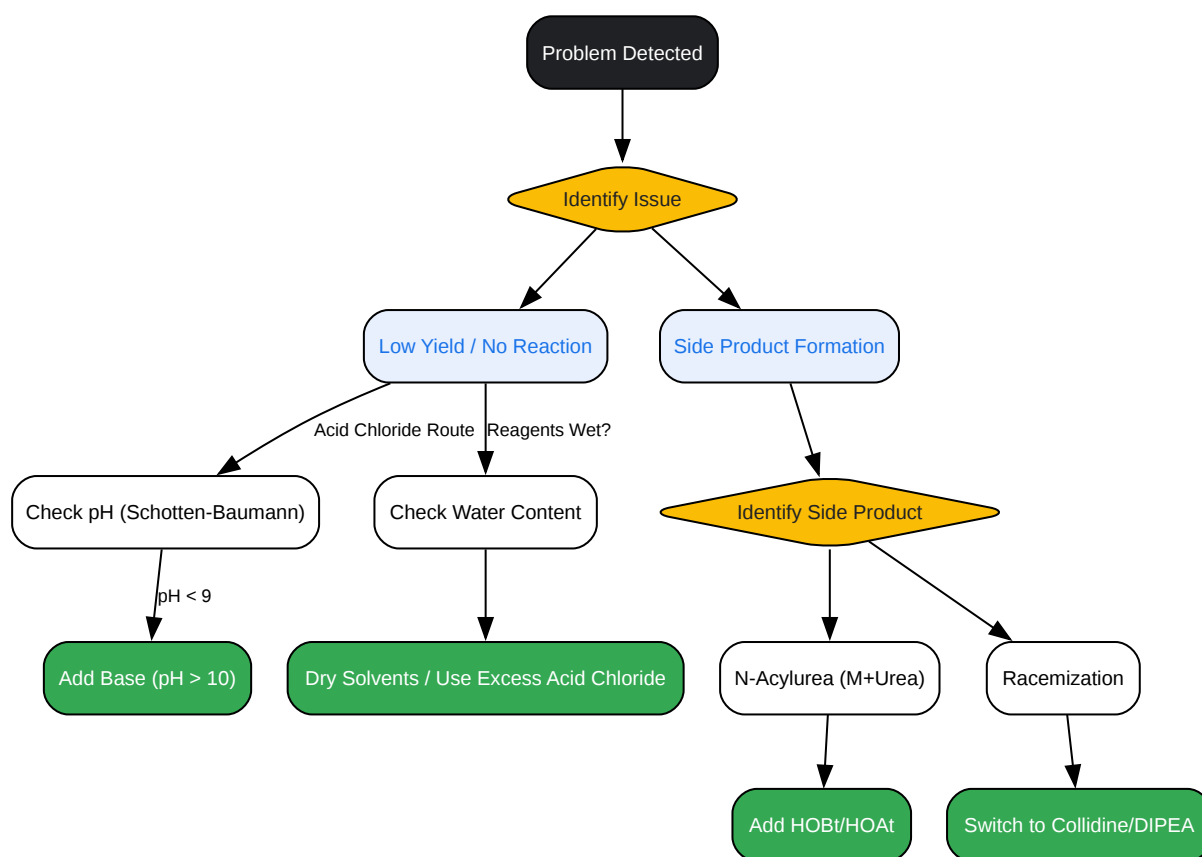 Problem Detected
Identify Issue
Low Yield / No Reaction
Side Product Formation
Acid Chloride Route
Reagents Wet?
Check pH (Schotten-Baumann)
Check Water Content
Identify Side Product
pH < 9
Add Base (pH > 10)
Dry Solvents / Use Excess Acid Chloride
N-Acylurea (M+Urea)
Racemization
Add HOBt/HOAt
Switch to Collidine/DIPEA